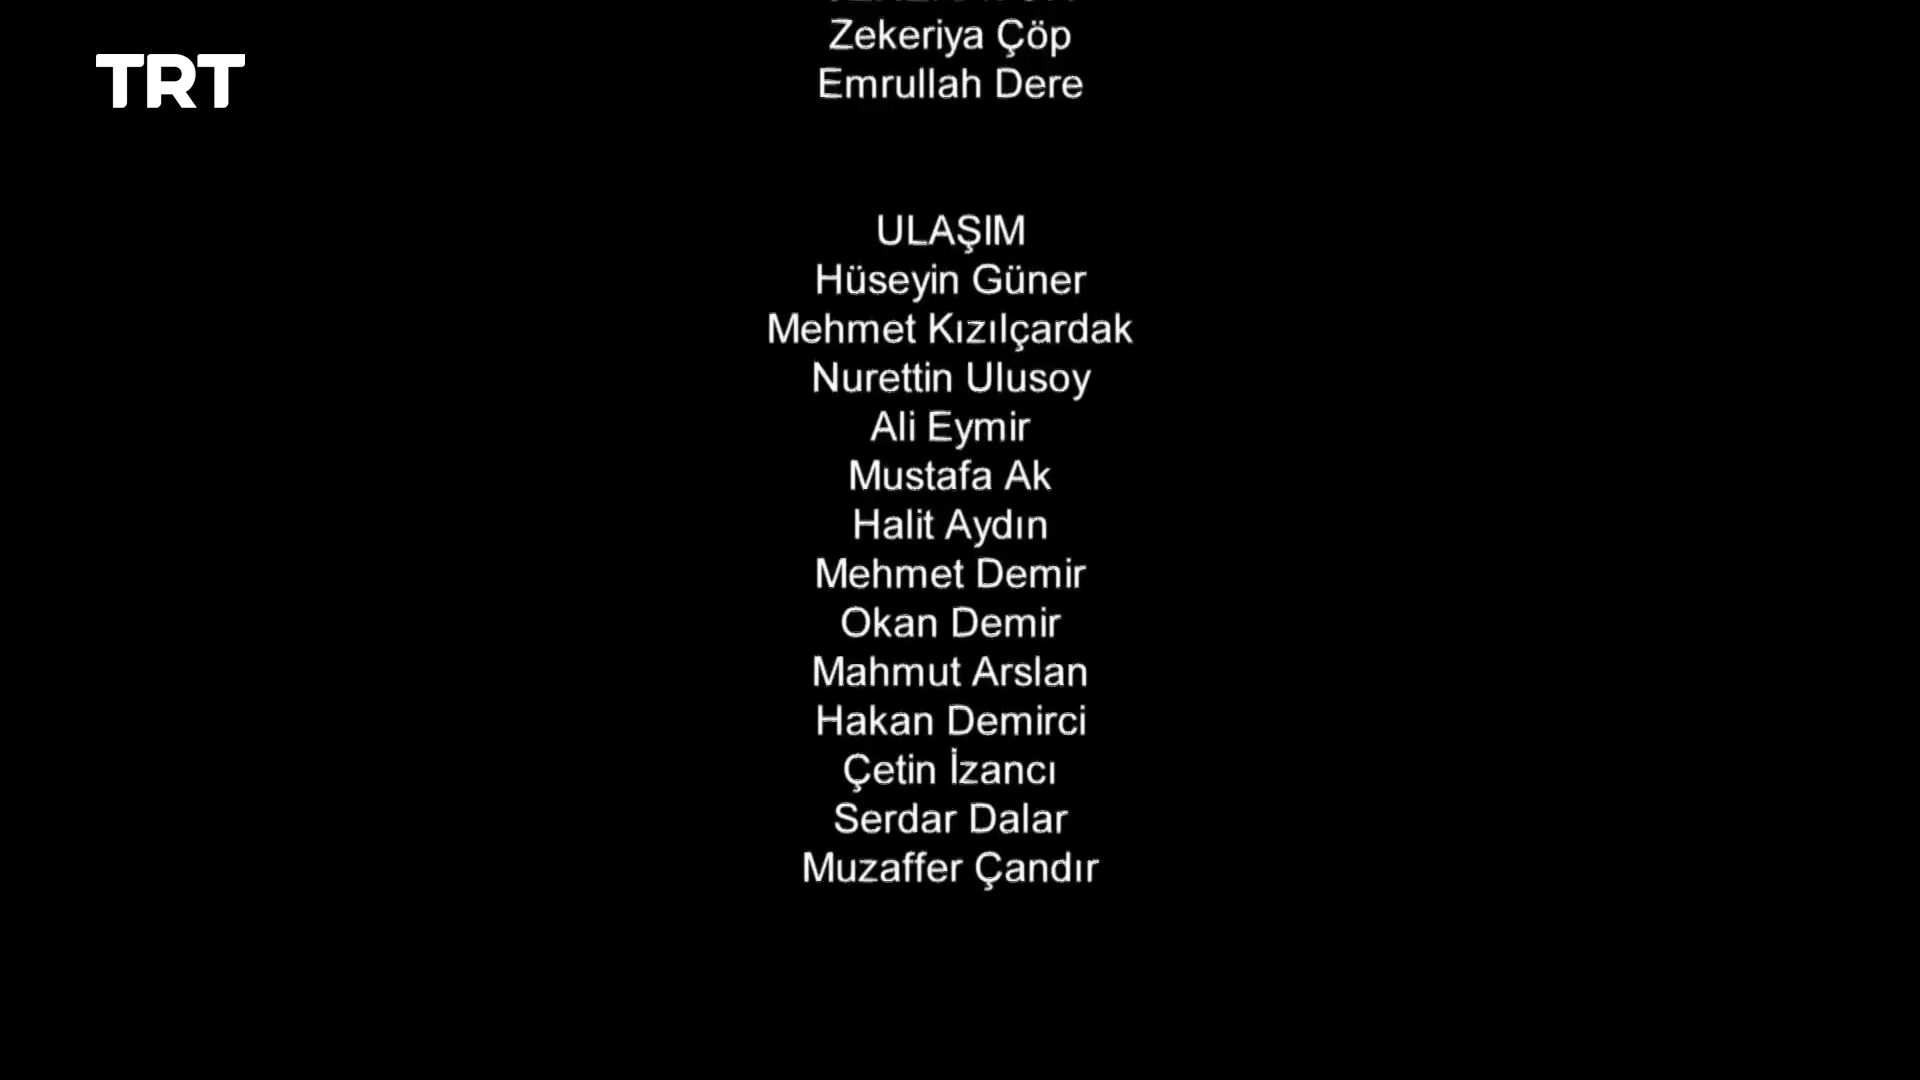 TRT
Zekeriya Çöp
Emrullah Dere
ULAŞIM
Hüseyin Güner
Mehmet Kızılçardak
Nurettin Ulusoy
Ali Eymir
Mustafa Ak
Halit Aydın
Mehmet Demir
Okan Demir
Mahmut Arslan
Hakan Demirci
Çetin İzancı
Serdar Dalar
Muzaffer Çandır